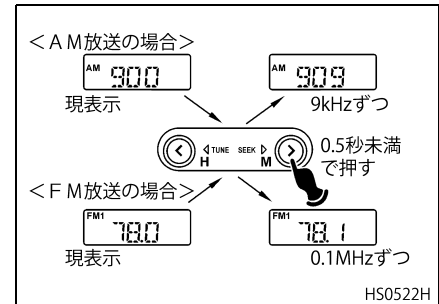 ＜ＡＭ放送の場合＞
AM 900
AM 909
現表示
9kHzずつ
TUNE SEEK
H M
0.5秒未満
で押す
＜ＦＭ放送の場合＞
FM1 78.0
FM1 78.1
現表示
0.1MHzずつ
HS0522H